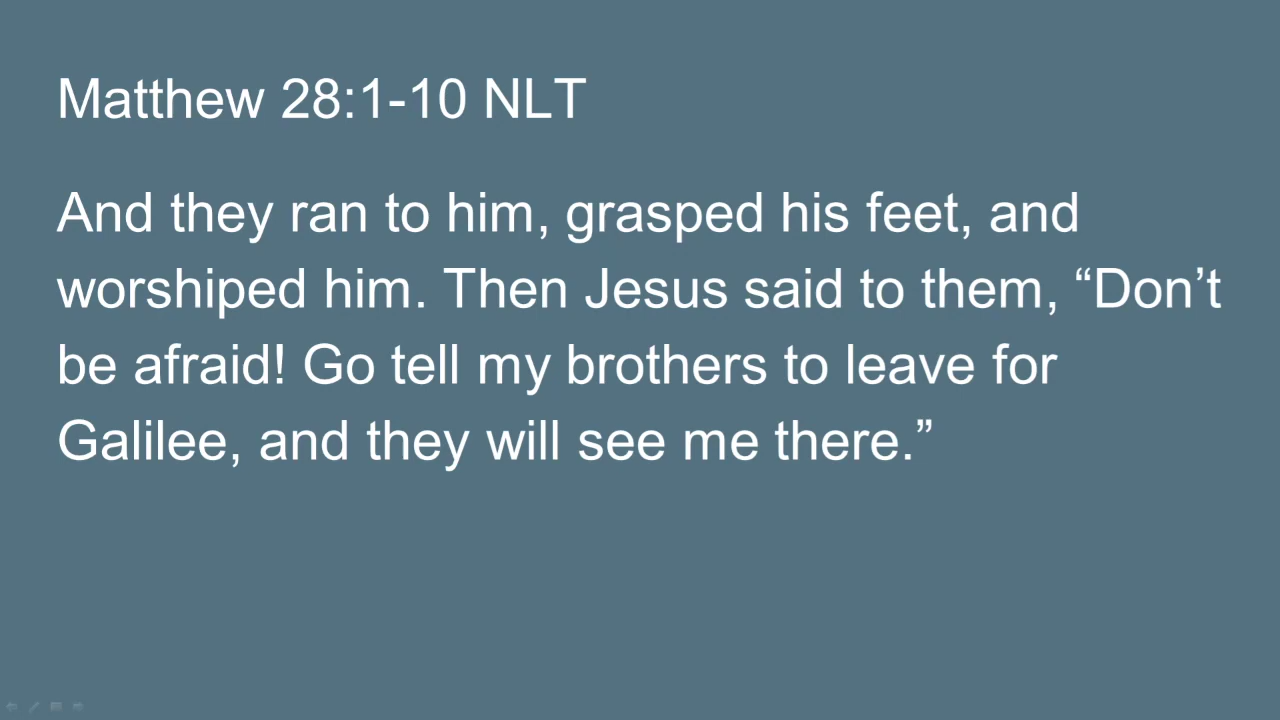 Matthew 28:1-10 NLT
And they ran to him, grasped his feet, and
worshiped him. Then Jesus said to them, “Don’t
be afraid! Go tell my brothers to leave for
Galilee, and they will see me there.”